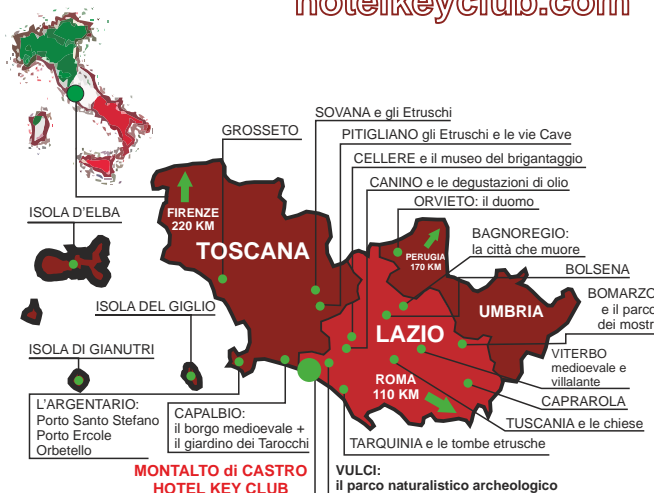 hotelkeyclub.com
SOVANA e gli Etruschi
GROSSETO
PITIGLIANO gli Etruschi e le vie Cave
CELLERE e il museo del brigantaggio
CANINO e le degustazioni di olio
ORVIETO: il duomo
ISOLA D'ELBA
FIRENZE
220 KM
TOSCANA
PERUGIA
170 KM
BAGNOREGIO:
la città che muore
BOLSENA
ISOLA DEL GIGLIO
UMBRIA
BOMARZO
e il parco
dei mostri
LAZIO
ISOLA DI GIANUTRI
VITERBO
medioevale e
villalante
ROMA
110 KM
CAPRAROLA
L'ARGENTARIO:
Porto Santo Stefano
Porto Ercole
Orbetello
CAPALBIO:
il borgo medioevale +
il giardino dei Tarocchi
TUSCANIA e le chiese
TARQUINIA e le tombe etrusche
MONTALTO di CASTRO
HOTEL KEY CLUB
VULCI:
il parco naturalistico archeologico